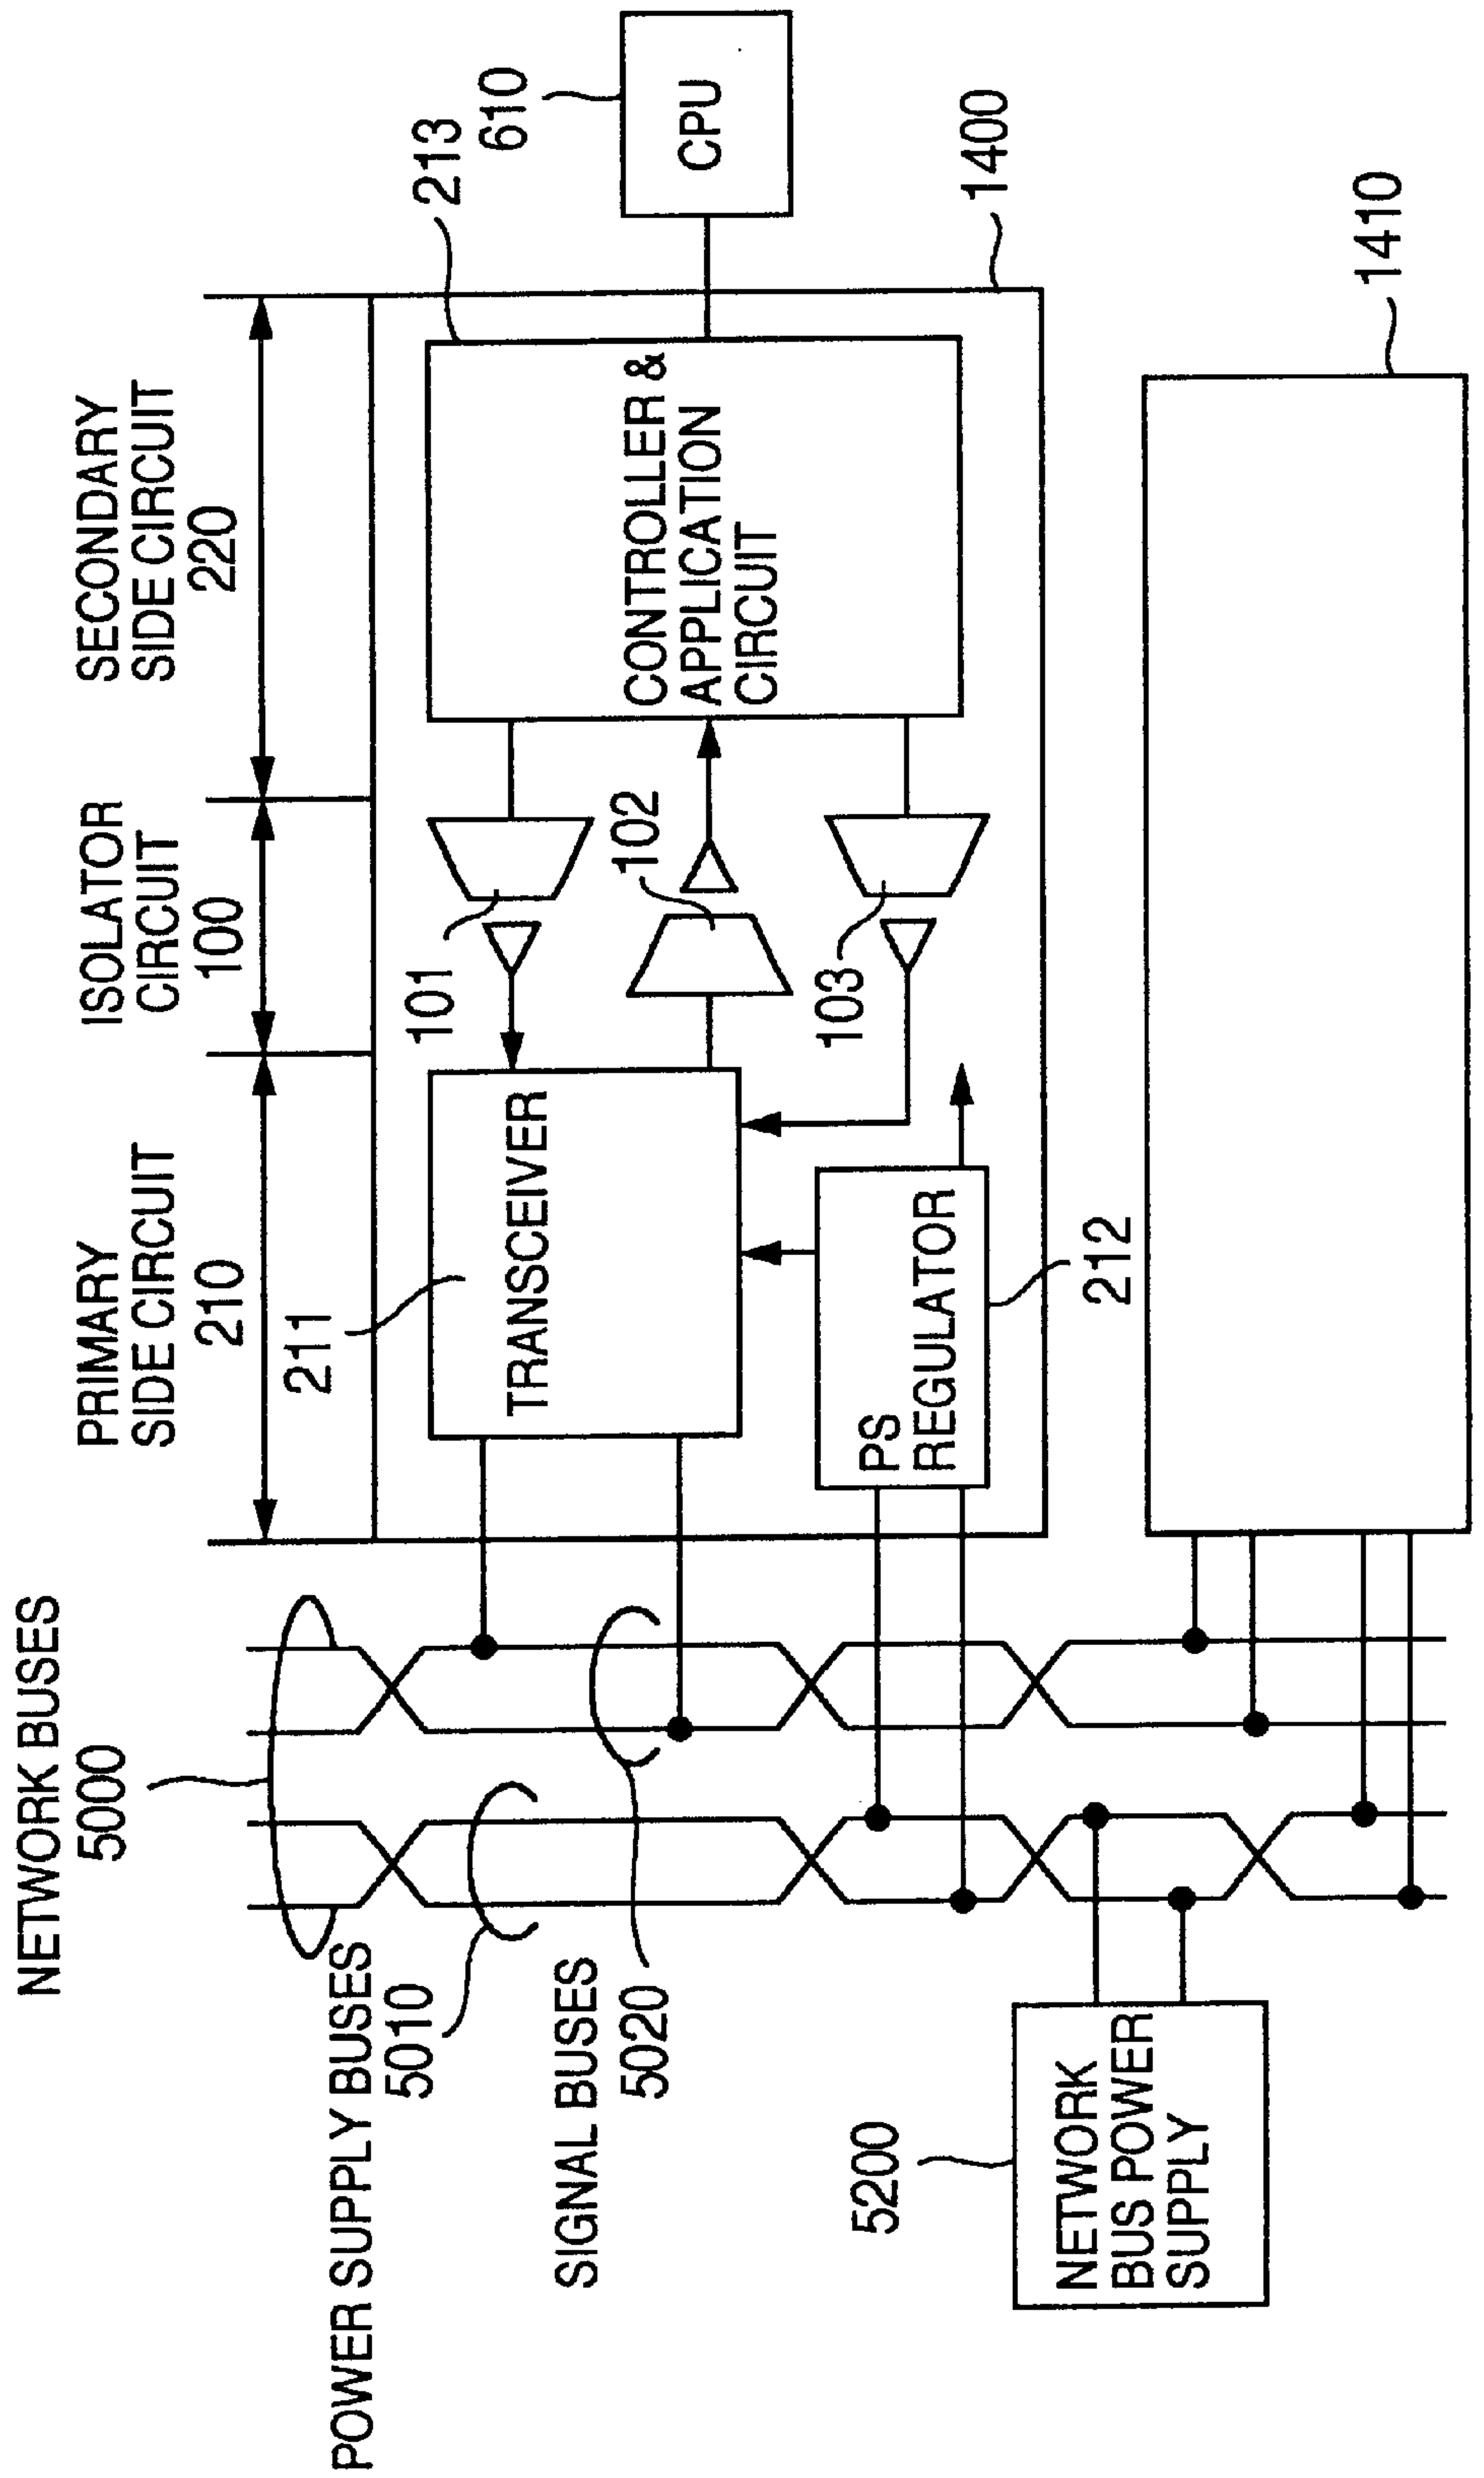 NETWORK BUSES
5000
POWER SUPPLY BUSES
5010
SIGNAL BUSES
5020
5200
NETWORK
BUS POWER
SUPPLY
PRIMARY
SIDE CIRCUIT
210
ISOLATOR
CIRCUIT
100
SECONDARY
SIDE CIRCUIT
220
211
TRANSCEIVER
PS
REGULATOR
212
101
102
103
CONTROLLER &
APPLICATION
CIRCUIT
213
610
CPU
1400
1410